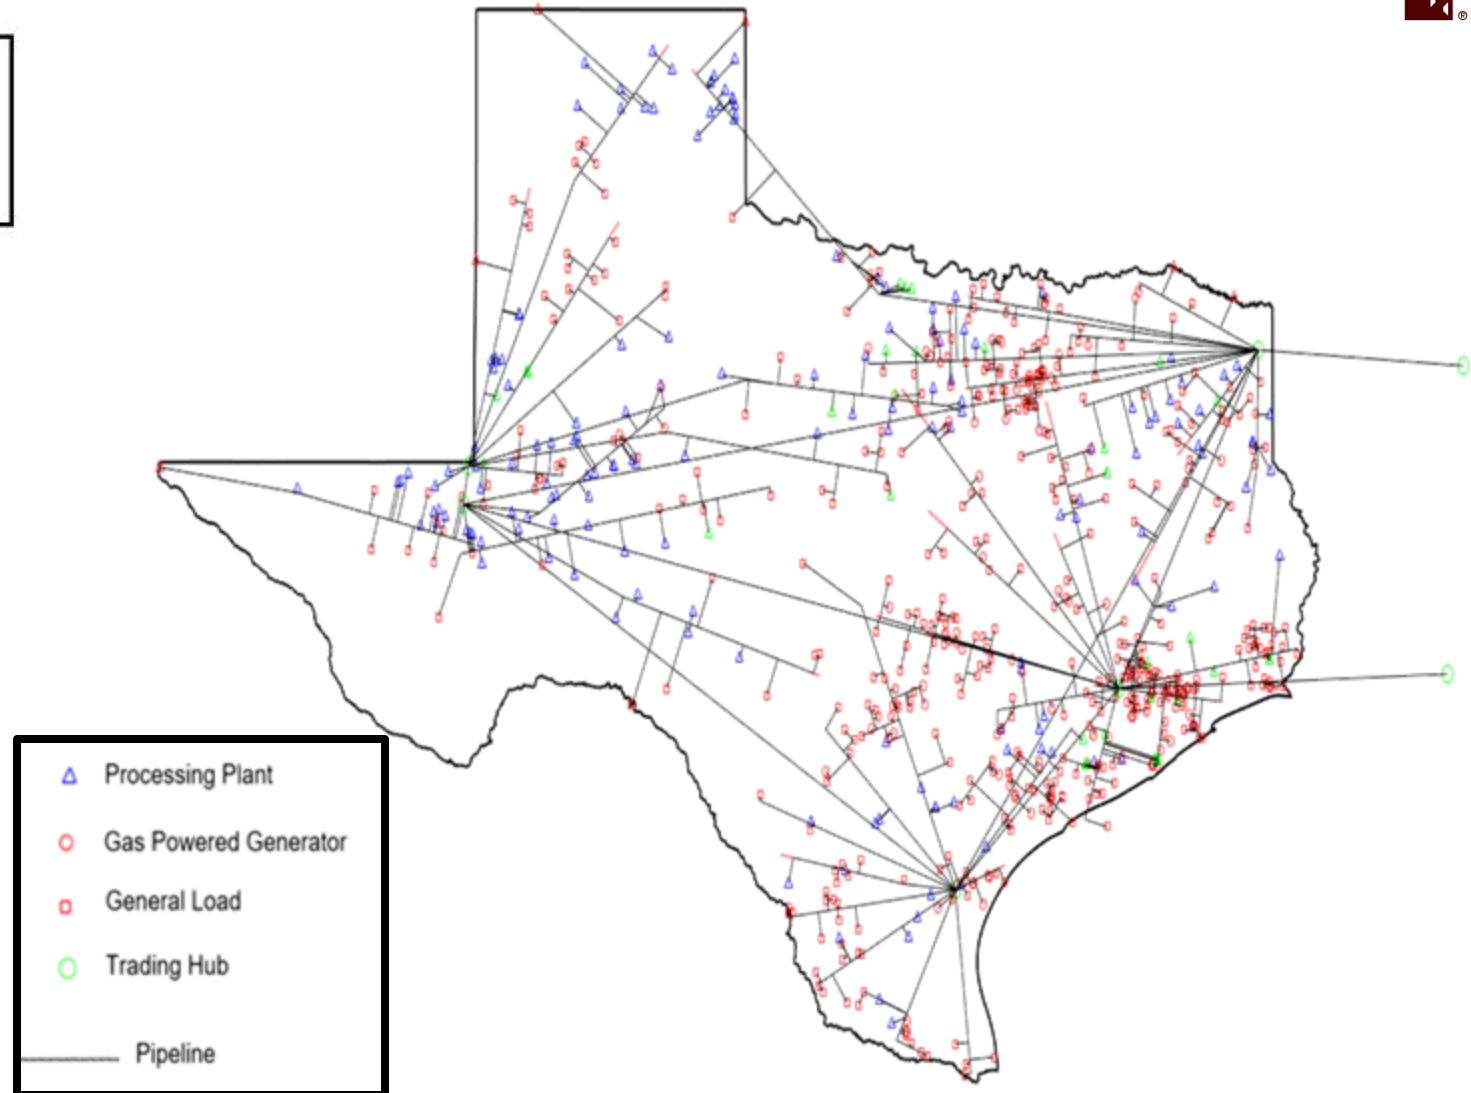 ®
Processing Plant
Gas Powered Generator
General Load
Trading Hub
Pipeline